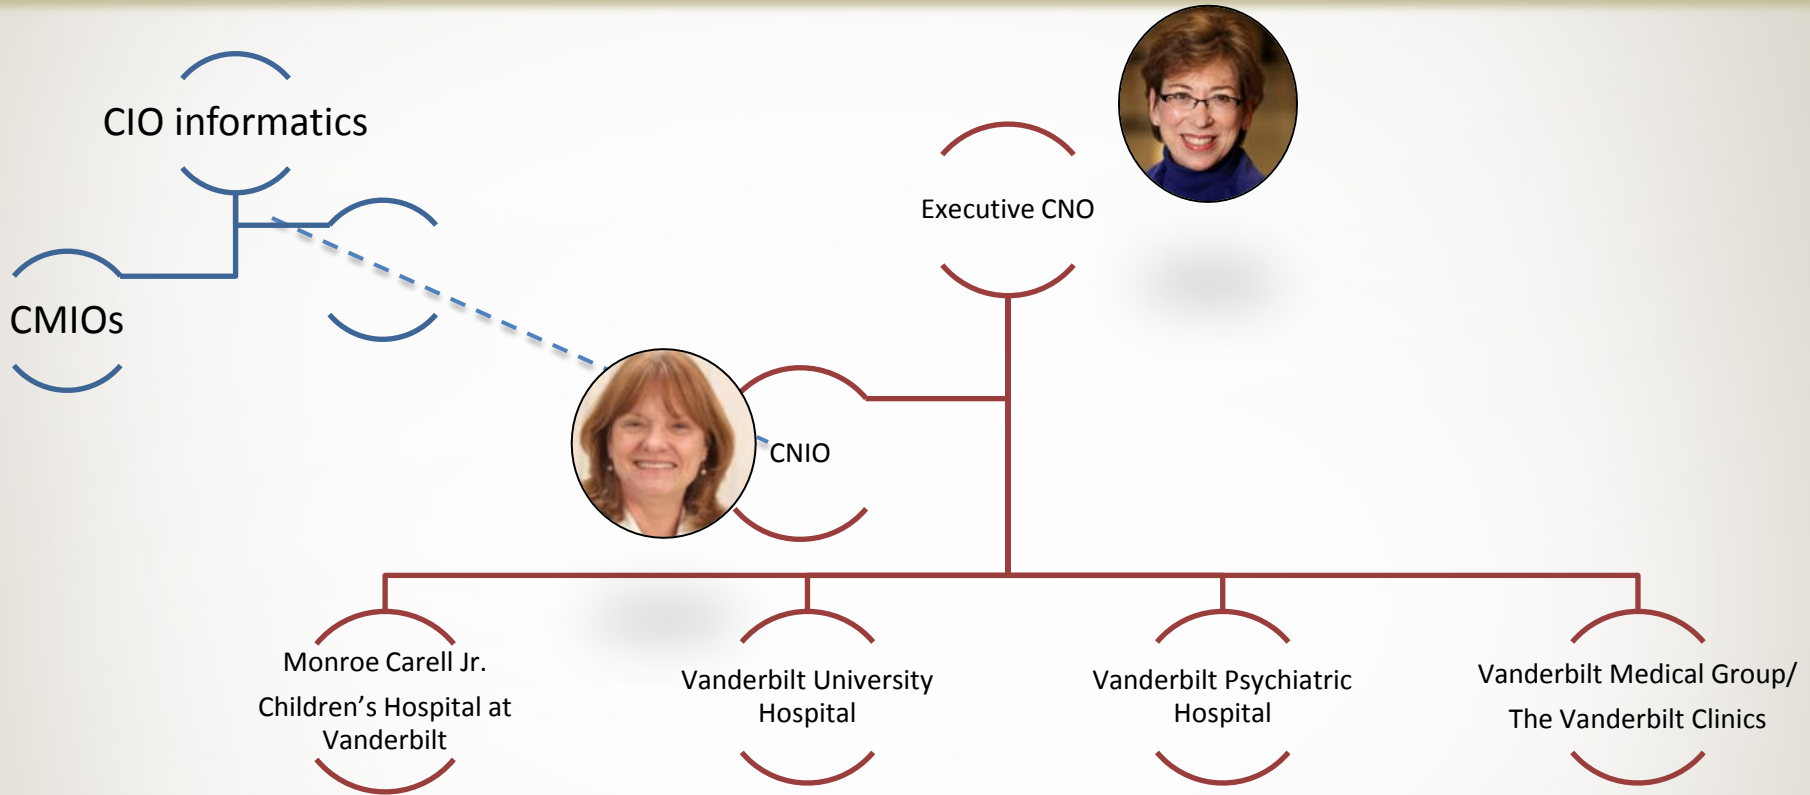 CIO informatics
Executive CNO
CMIOs
CNIO
Monroe Carell Jr.
Children’s Hospital at
Vanderbilt
Vanderbilt University
Hospital
Vanderbilt Psychiatric
Hospital
Vanderbilt Medical Group/
The Vanderbilt Clinics